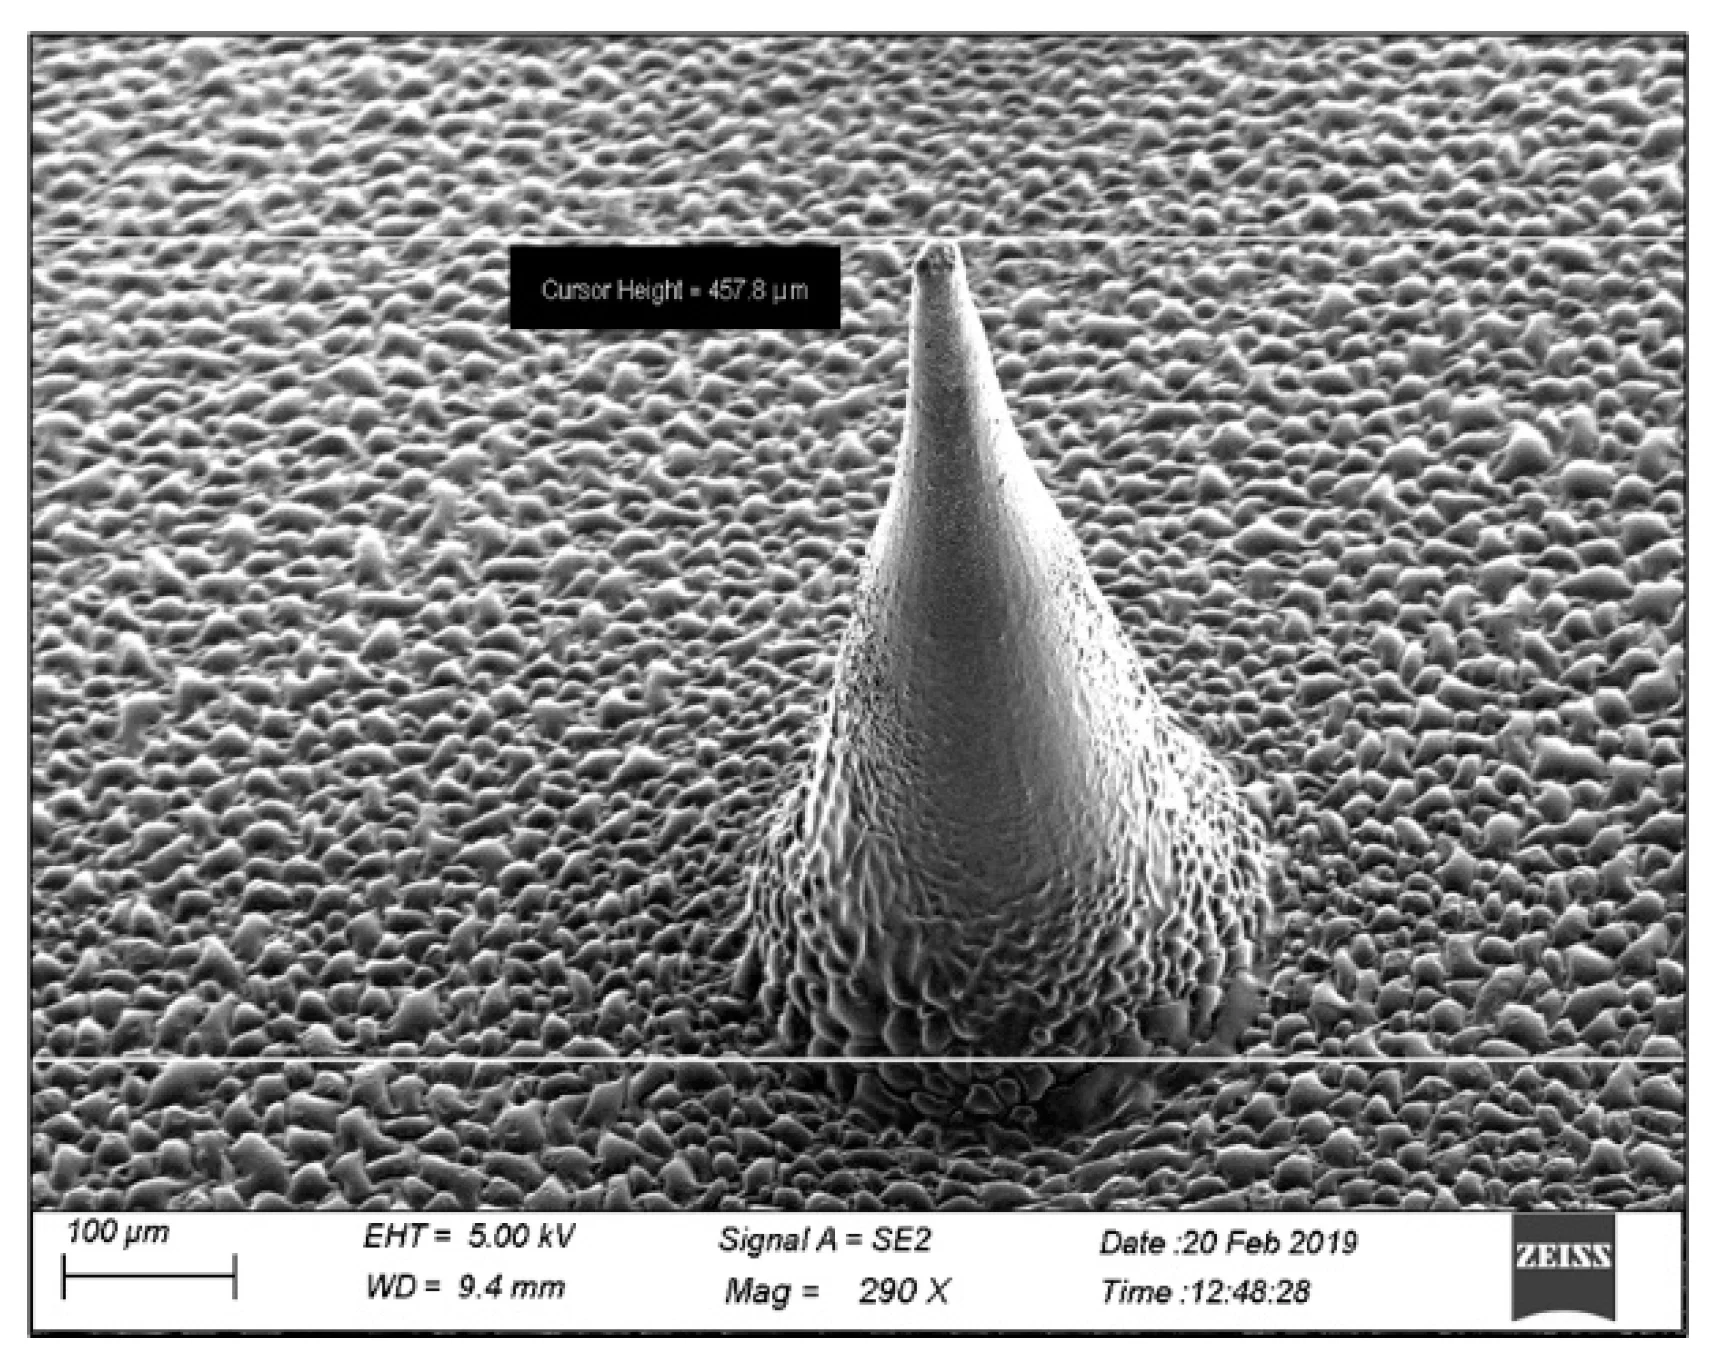 Cursor Height = 457.8 µm
100 µm
EHT = 5.00 kV
Signal A = SE2
Date :20 Feb 2019
WD = 9.4 mm
Mag = 290 X
Time :12:48:28
ZEISS